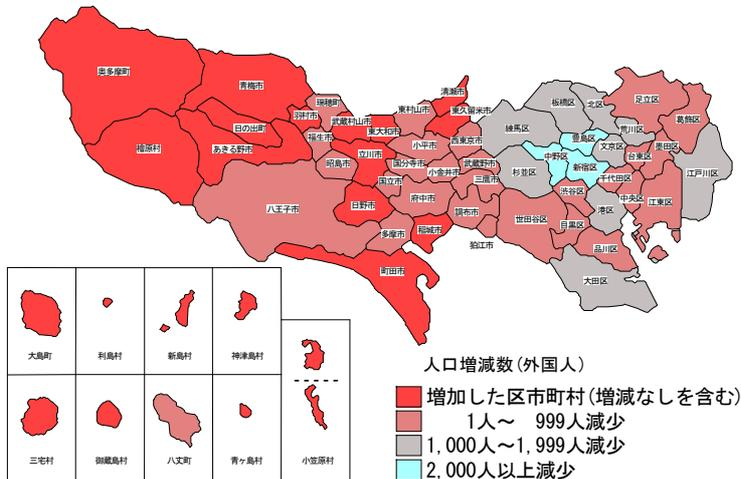 奥多摩町
青梅市
瑞穂町
清瀬市
東村山市
東久留米市
板橋区
北区
足立区
羽村市
日の出町
武蔵村山市
東大和市
練馬区
荒川区
葛飾区
檜原村
あきる野市
福生市
小平市
西東京市
豊島区
文京区
墨田区
昭島市
立川市
国分寺市
武蔵野市
中野区
台東区
江戸川区
小金井市
杉並区
新宿区
千代田区
国立市
三鷹市
渋谷区
八王子市
日野市
府中市
調布市
世田谷区
港区
中央区
江東区
多摩市
稲城市
狛江市
目黒区
品川区
町田市
大田区
大島町
利島村
新島村
神津島村
三宅村
御蔵島村
八丈町
青ヶ島村
小笠原村
人口増減数(外国人)
増加した区市町村(増減なしを含む)
1人～ 999人減少
1,000人～1,999人減少
2,000人以上減少